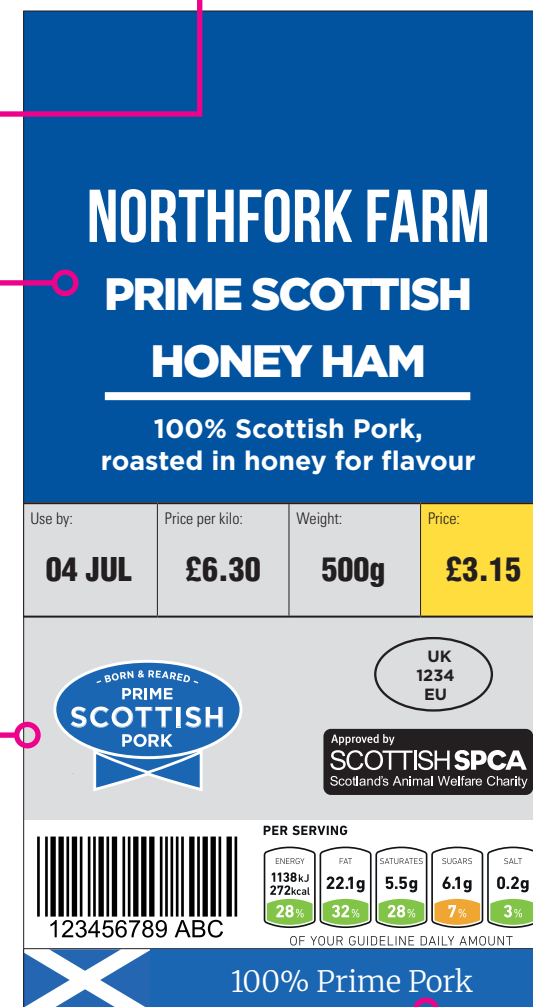 NORTHFORK FARM
PRIME SCOTTISH
HONEY HAM
100% Scottish Pork,
roasted in honey for flavour
Use by:
04 JUL
Price per kilo:
£6.30
Weight:
500g
Price:
£3.15
- BORN & REARED -
PRIME
SCOTTISH
PORK
UK
1234
EU
Approved by
SCOTTISH SPCA
Scotland's Animal Welfare Charity
123456789 ABC
PER SERVING
ENERGY
1138kJ
272kcal
28%
FAT
22.1g
32%
SATURATES
5.5g
28%
SUGARS
6.1g
7%
SALT
0.2g
3%
OF YOUR GUIDELINE DAILY AMOUNT
100% Prime Pork